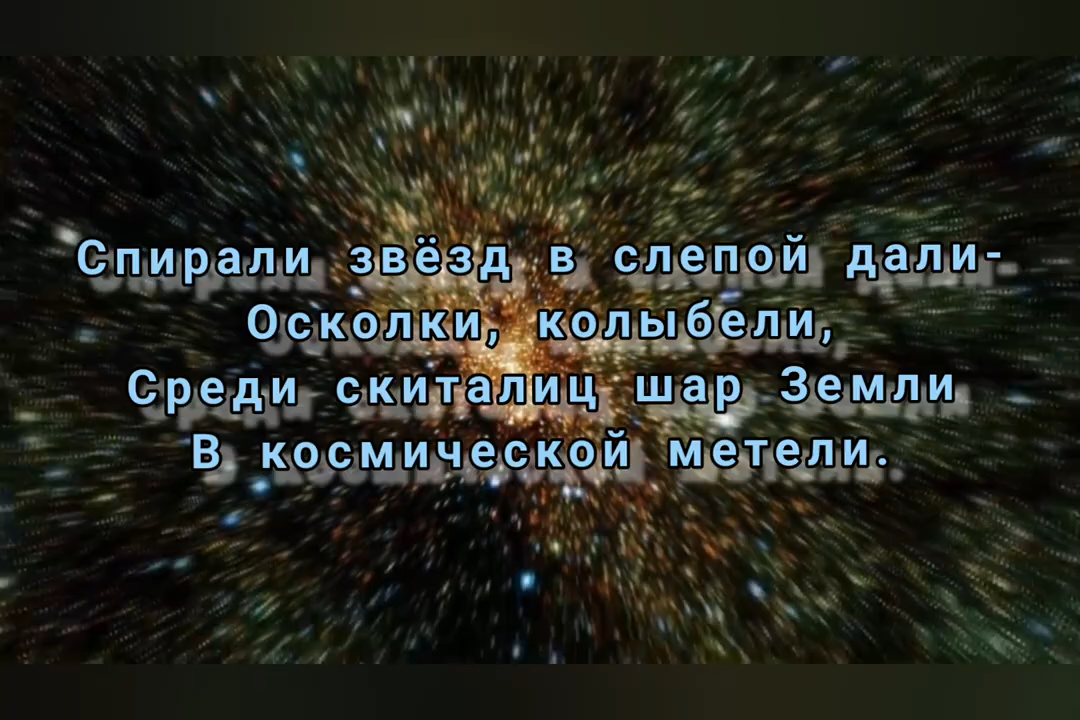 Спирали звёзд в слепой дали-
Осколки, колыбели,
Среди скиталиц шар Земли
В космической метели.